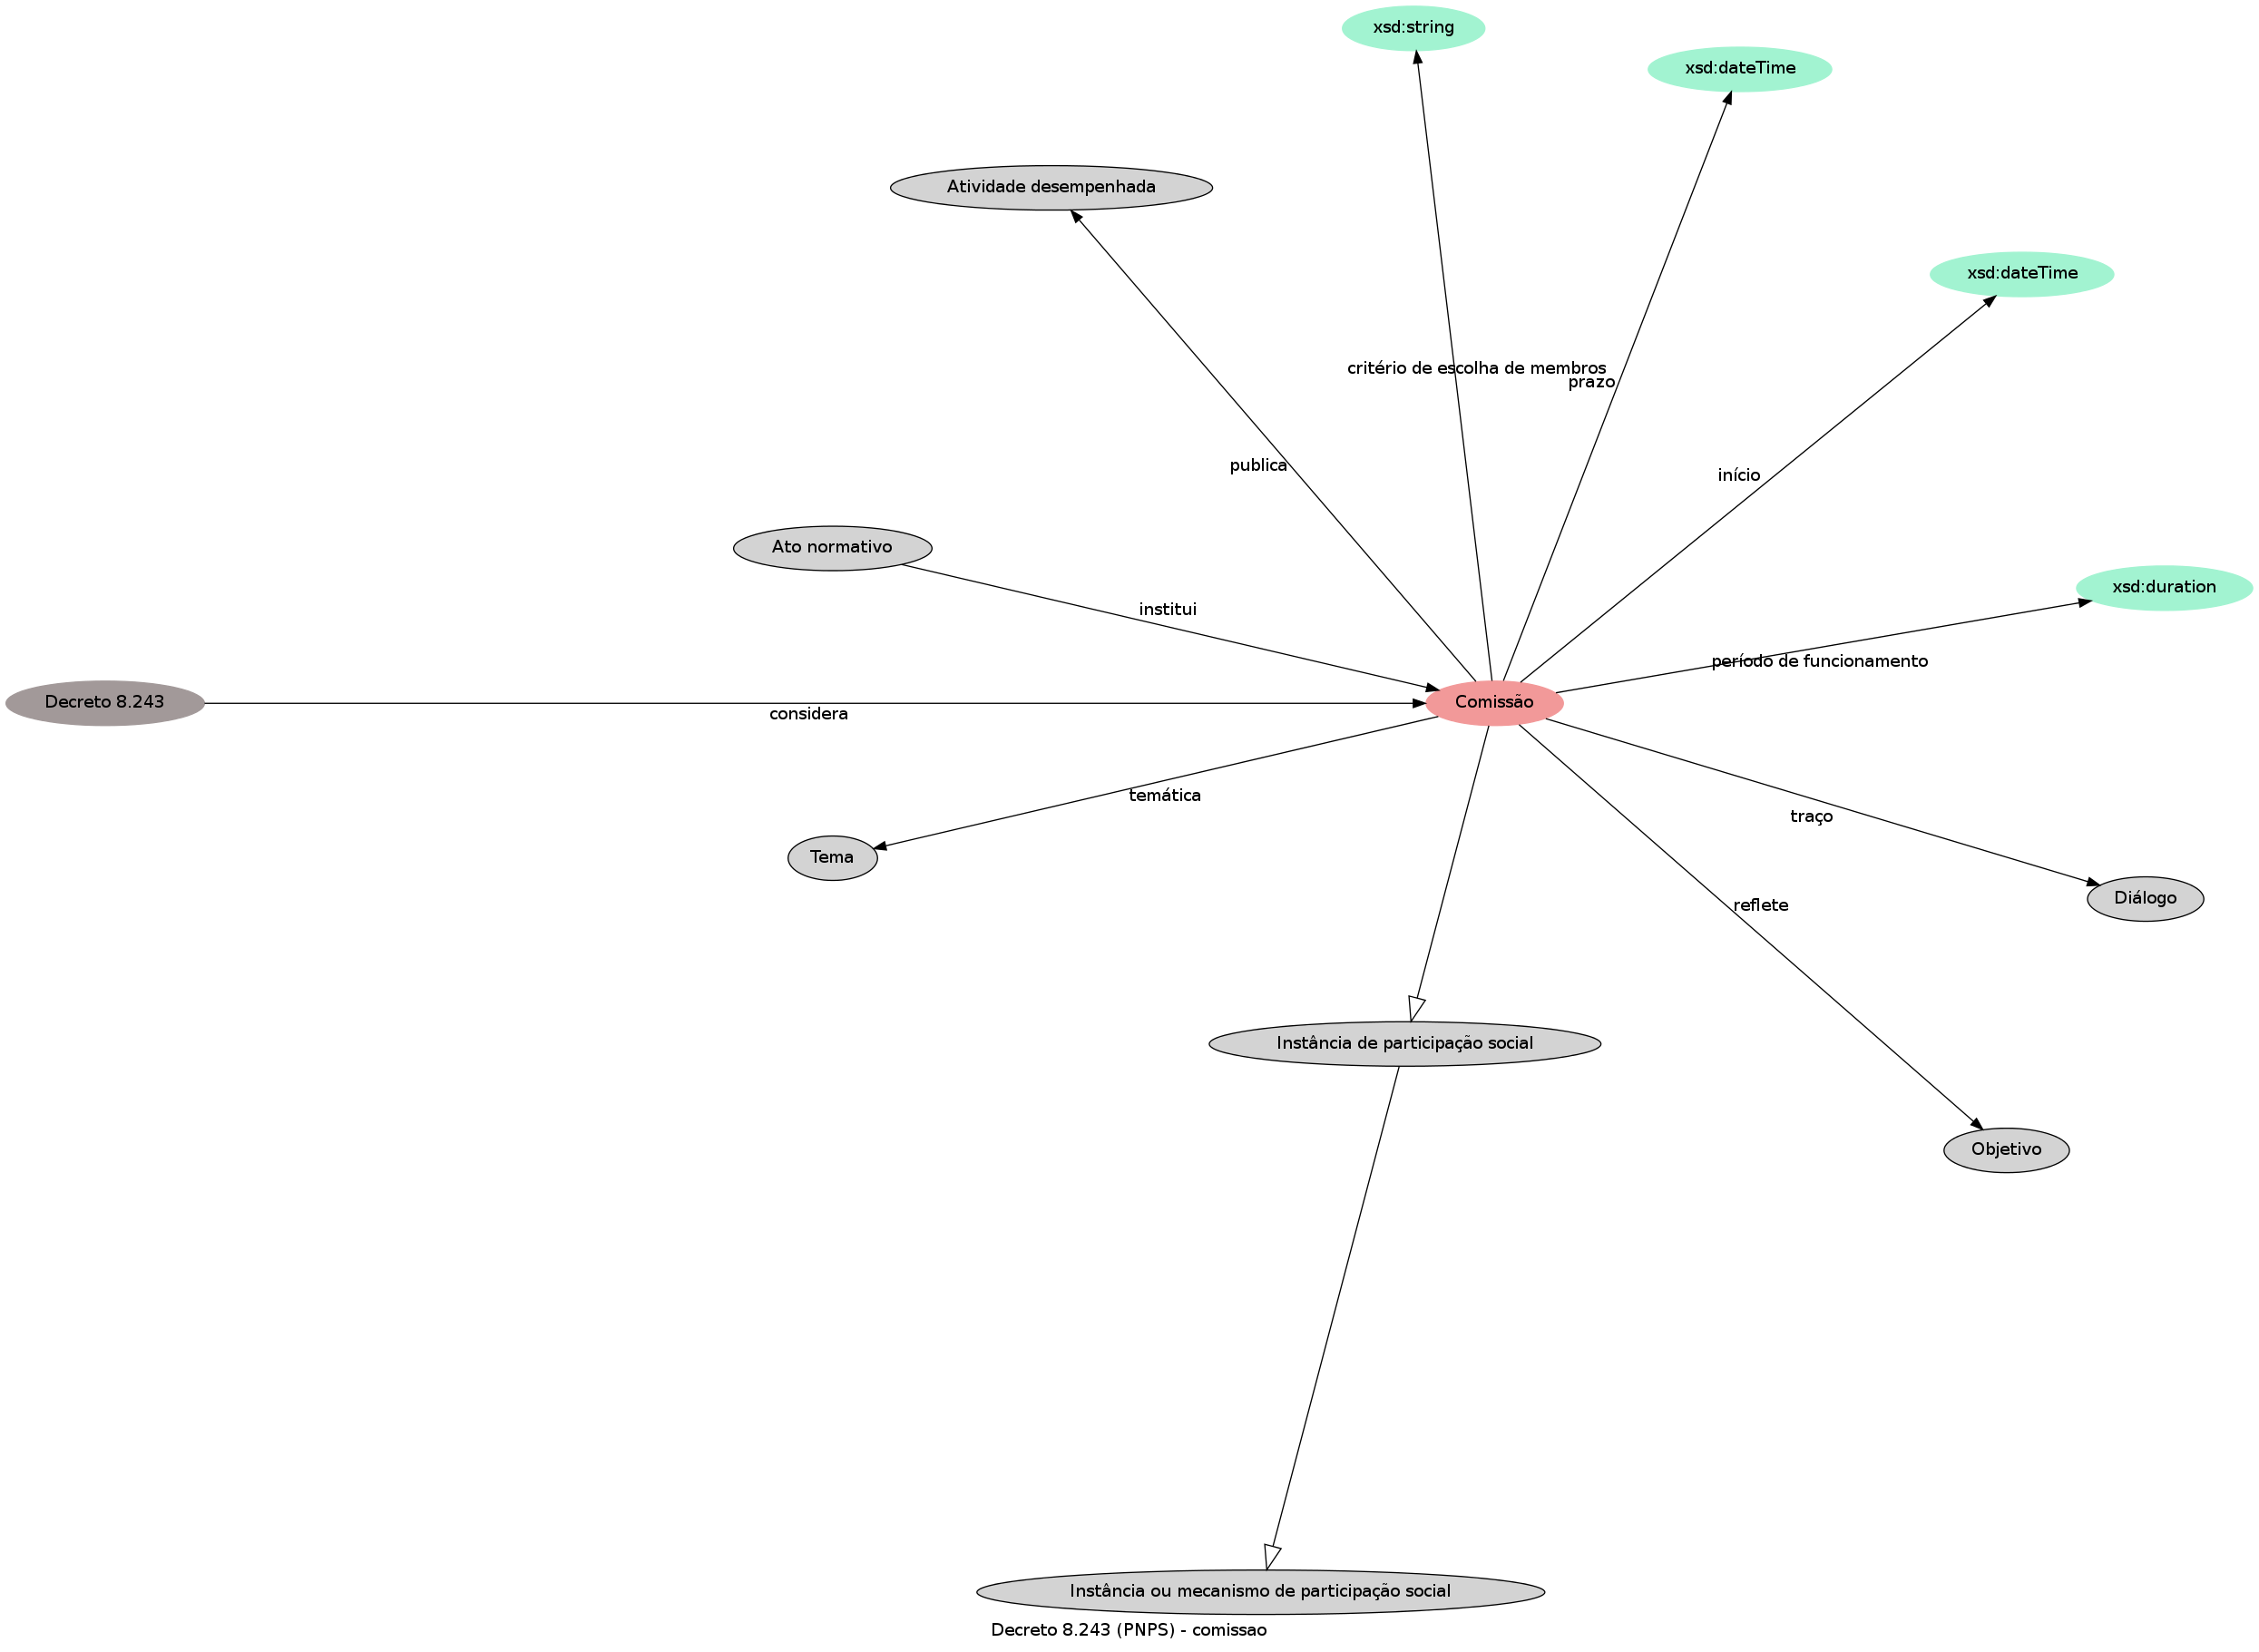 xsd:string
xsd:dateTime
Atividade desempenhada
xsd:dateTime
critério de escolha de membros
prazo
publica
início
Ato normativo
xsd:duration
institui
período de funcionamento
Decreto 8.243
Comissão
considera
temática
traço
Tema
Diálogo
reflete
Instância de participação social
Objetivo
Instância ou mecanismo de participação social
Decreto 8.243 (PNPS) - comissao